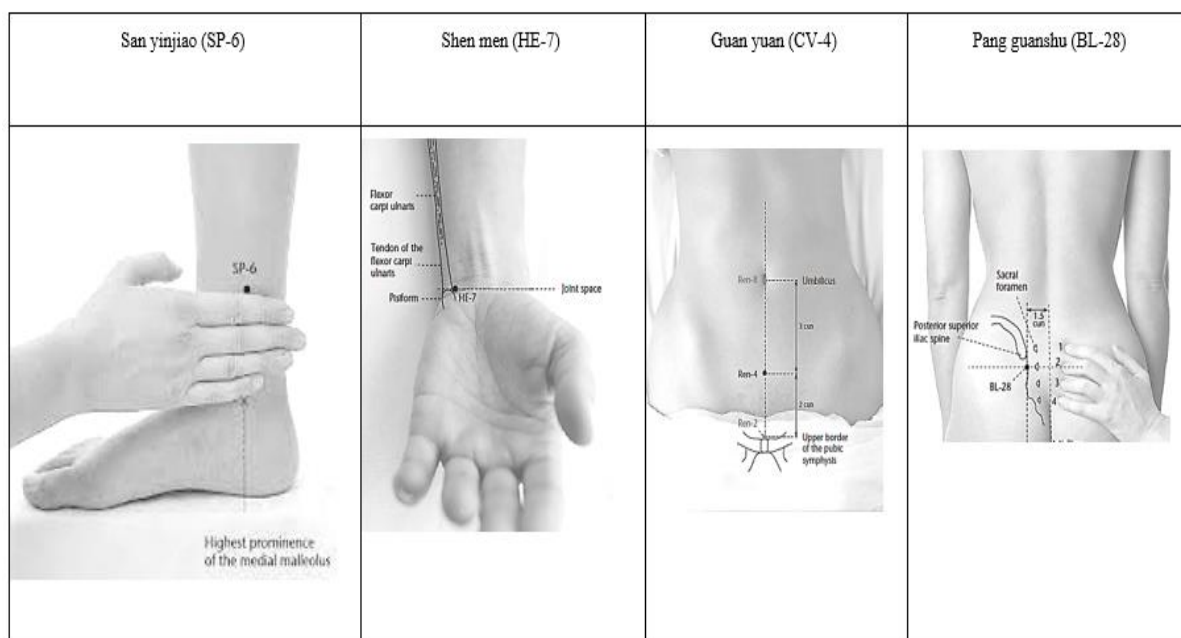 San yinjiao (SP-6)
Shen men (HE-7)
Guan yuan (CV-4)
Pang guanshu (BL-28)
SP-6
Highest prominence
of the medial malleolus
Flexor
carpi ulnaris
Tendon of the
flexor carpi
ulnaris
Pisiform
HE-7
Joint space
Ren-8
Umbilicus
3 cun
Ren-4
2 cun
Ren-2
Upper border
of the pubic
symphysis
Sacral
foramen
1.5
cun
Posterior superior
iliac spine
1
2
BL-28
3
4